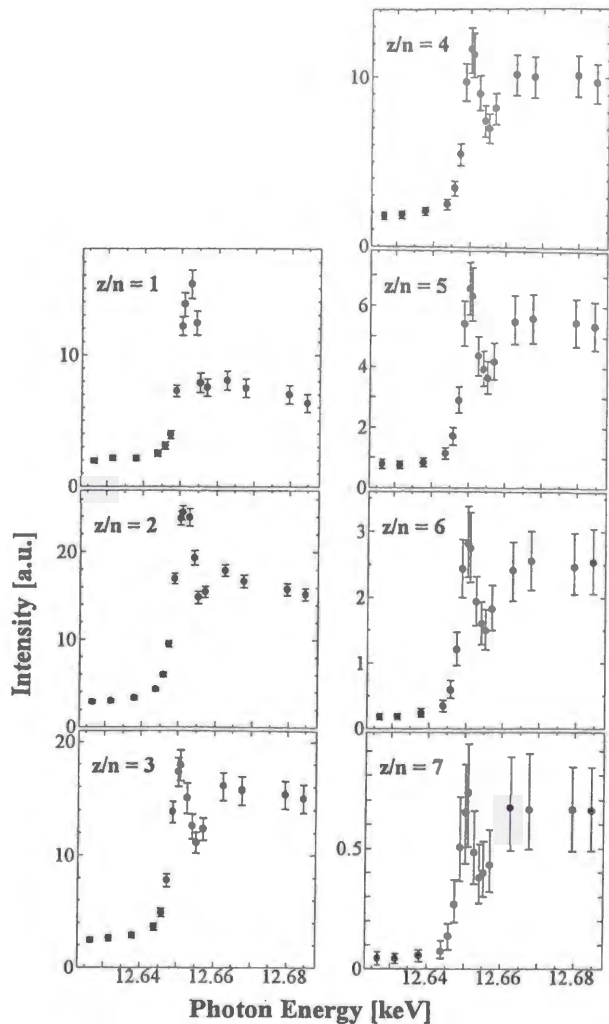 z/n = 4
10
z/n = 1
10
0
z/n = 5
6
4
2
0
z/n = 2
20
10
0
z/n = 6
3
2
1
0
z/n = 3
20
10
0
12.64
12.66
12.68
z/n = 7
0.5
0
12.64
12.66
12.68
Intensity [a.u.]
Photon Energy [keV]